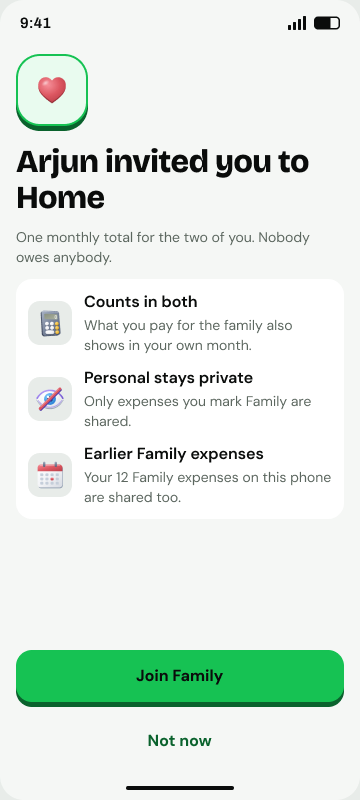 9:41
Arjun invited you to
Home
One monthly total for the two of you. Nobody
owes anybody.
Counts in both
What you pay for the family also
shows in your own month.
Personal stays private
Only expenses you mark Family are
shared.
Earlier Family expenses
Your 12 Family expenses on this phone
are shared too.
Join Family
Not now